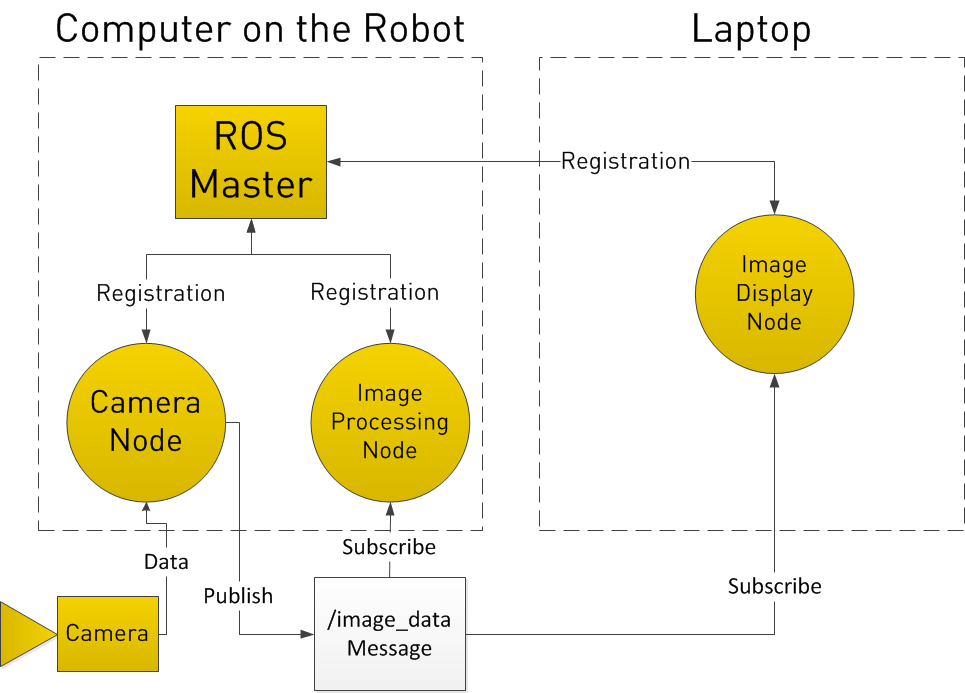 Computer on the Robot
Laptop
ROS
Master
Registration
Registration
Registration
Image
Display
Node
Camera
Node
Image
Processing
Node
Data
Publish
Subscribe
Subscribe
Camera
/image_data
Message